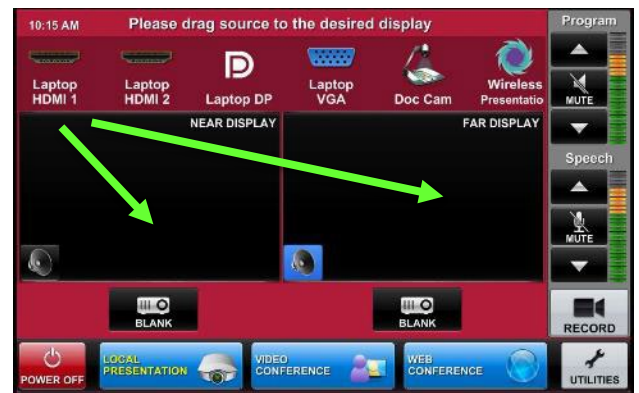 10:15 AM
Please drag source to the desired display
Program
Laptop
HDMI 1
Laptop
HDMI 2
Laptop DP
Laptop
VGA
Doc Cam
Wireless
Presentatio
MUTE
NEAR DISPLAY
FAR DISPLAY
Speech
MUTE
BLANK
BLANK
RECORD
POWER OFF
LOCAL
PRESENTATION
VIDEO
CONFERENCE
WEB
CONFERENCE
UTILITIES